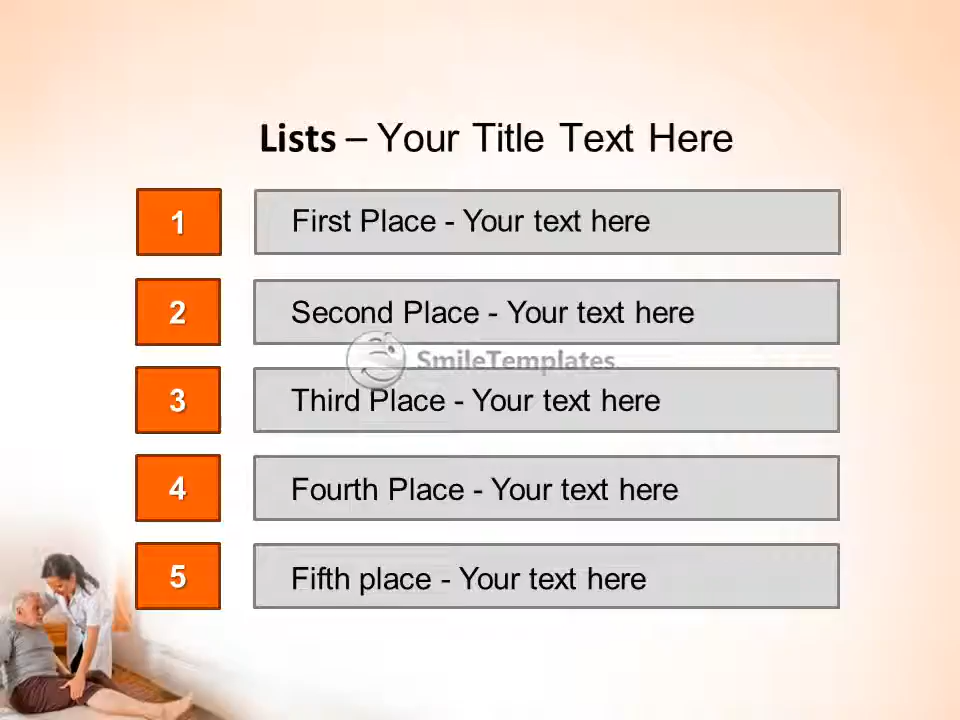 Lists – Your Title Text Here
1 First Place - Your text here
2 Second Place - Your text here
SmileTemplates
3 Third Place - Your text here
4 Fourth Place - Your text here
5 Fifth place - Your text here